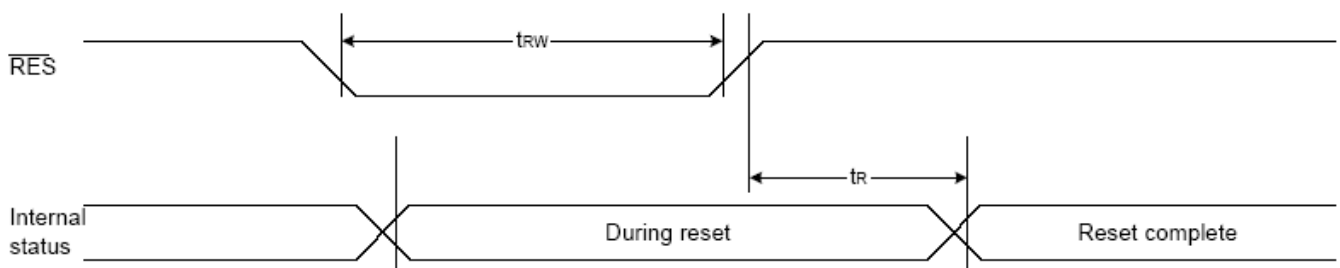 tRW
RES
tR
Internal
status
During reset
Reset complete